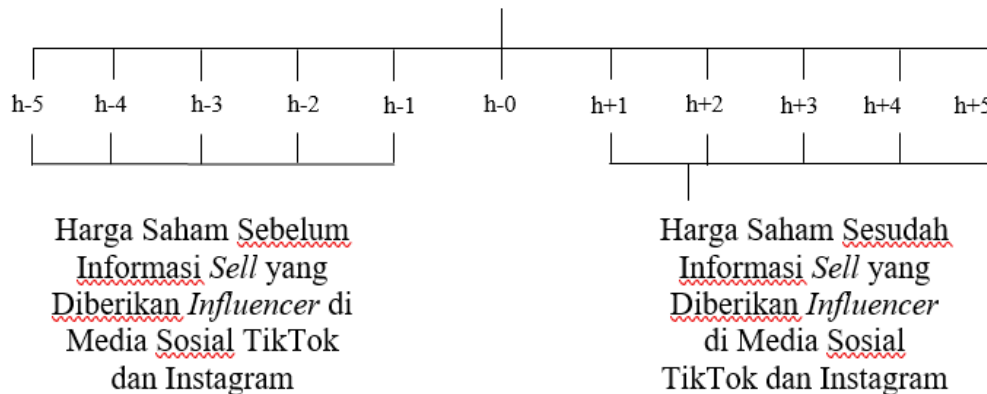 h-5 h-4 h-3 h-2 h-1 h-0 h+1 h+2 h+3 h+4 h+5
Harga Saham Sebelum
Informasi Sell yang
Diberikan Influencer di
Media Sosial TikTok
dan Instagram
Harga Saham Sesudah
Informasi Sell yang
Diberikan Influencer
di Media Sosial
TikTok dan Instagram